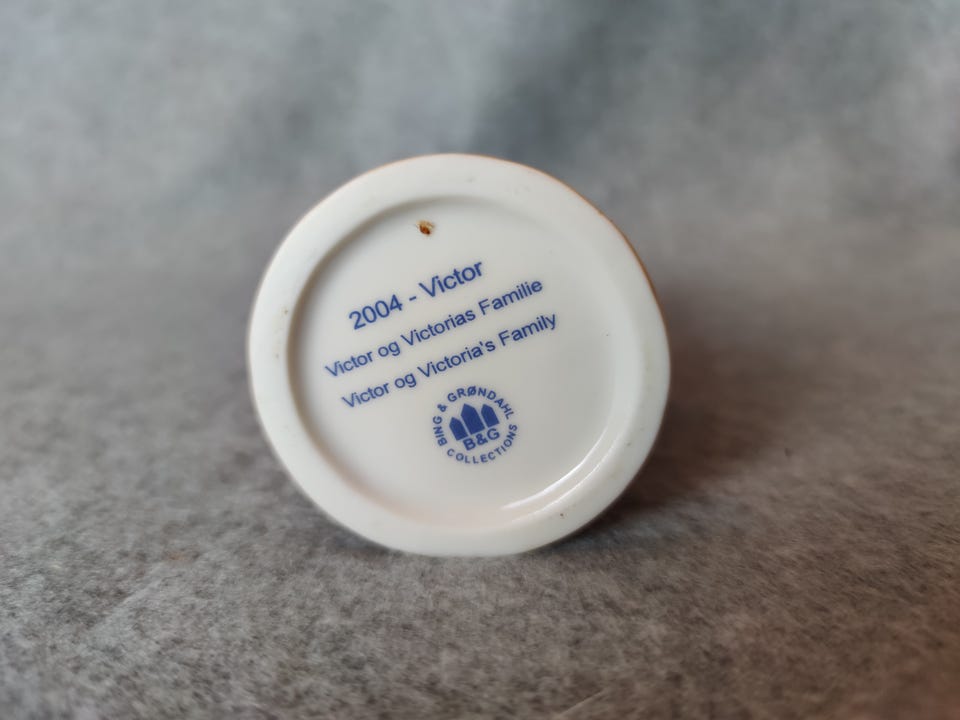 2004 - Victor
Victor og Victorias Familie
Victor og Victoria's Family
BING & GRØNDAHL
B&G
COLLECTIONS